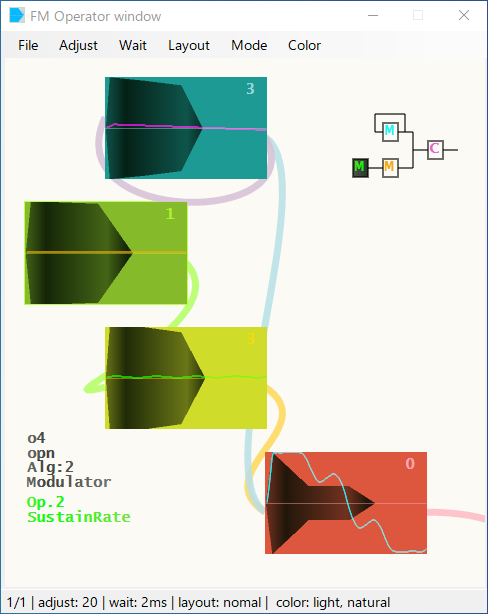 FM Operator window
File Adjust Wait Layout Mode Color
3
M
C
M M
1
3
o4
opn
Alg:2
Modulator
0
Op.2
SustainRate
1/1 | adjust: 20 | wait: 2ms | layout: nomal | color: light, natural